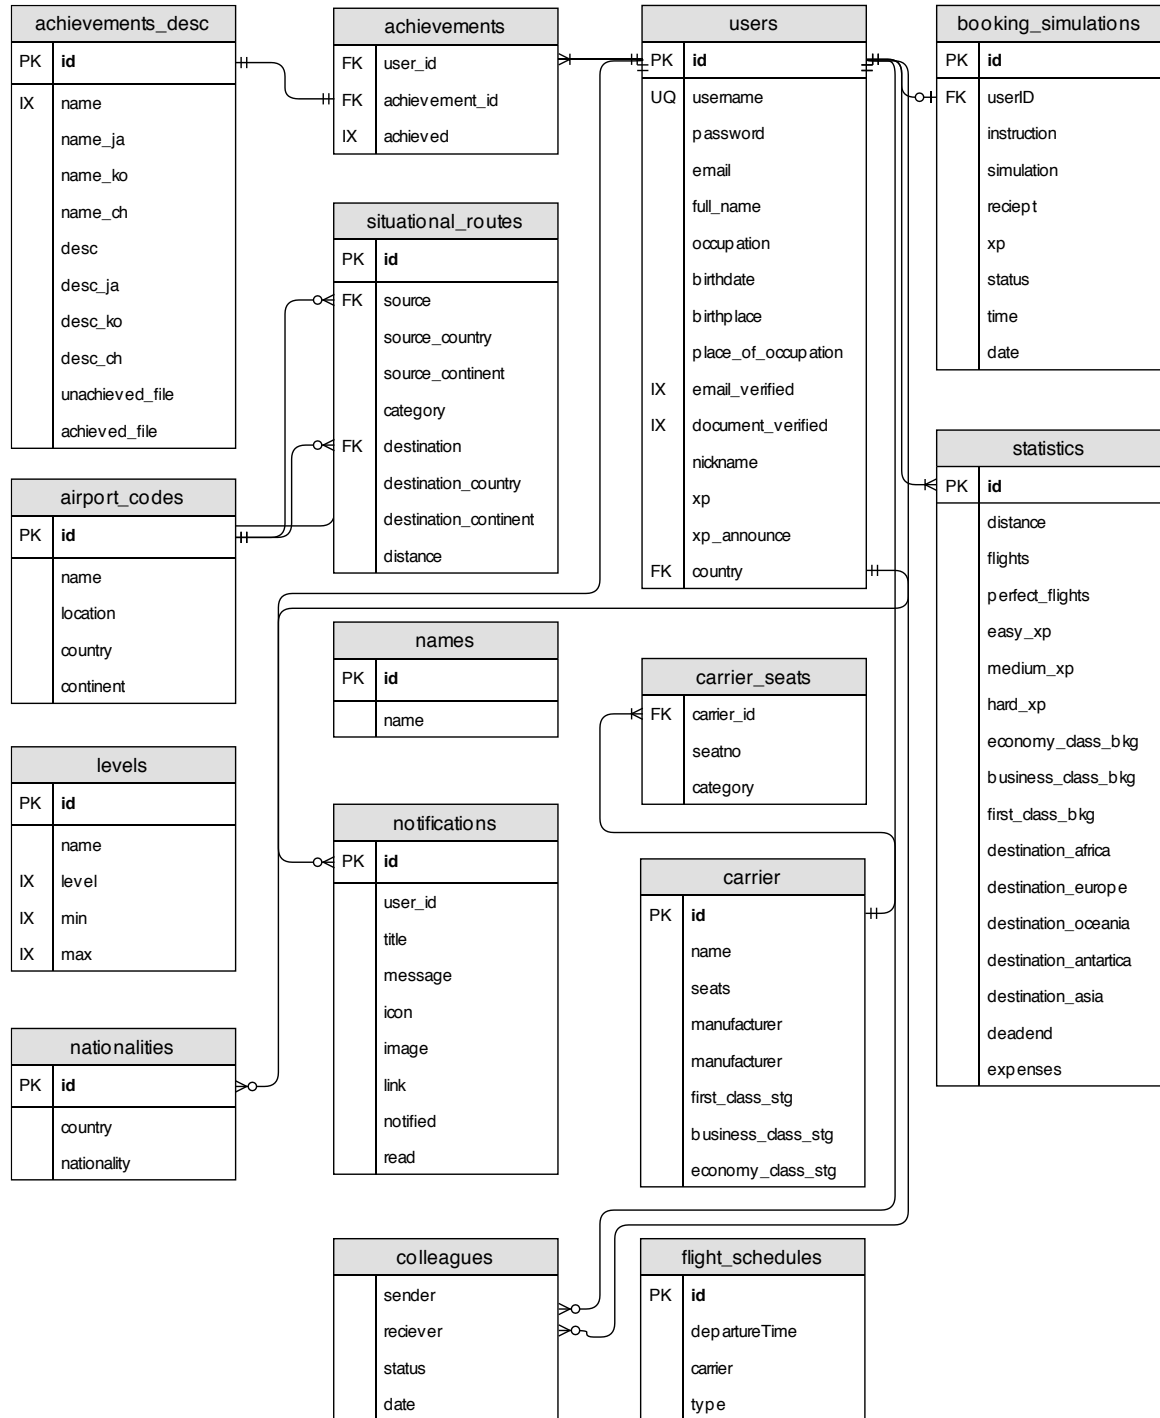 achievements_desc
PK id
IX name
name_ja
name_ko
name_ch
desc
desc_ja
desc_ko
desc_ch
unachieved_file
achieved_file
airport_codes
PK id
name
location
country
continent
levels
PK id
name
IX level
IX min
IX max
nationalities
PK id
country
nationality
achievements
FK user_id
FK achievement_id
IX achieved
situational_routes
PK id
FK source
source_country
source_continent
category
FK destination
destination_country
destination_continent
distance
names
PK id
name
notifications
PK id
user_id
title
message
icon
image
link
notified
read
colleagues
sender
reciever
status
date
users
PK id
UQ username
password
email
full_name
occupation
birthdate
birthplace
place_of_occupation
IX email_verified
IX document_verified
nickname
xp
xp_announce
FK country
carrier_seats
FK carrier_id
seatno
category
carrier
PK id
name
seats
manufacturer
manufacturer
first_class_stg
business_class_stg
economy_class_stg
flight_schedules
PK id
departureTime
carrier
type
booking_simulations
PK id
FK userID
instruction
simulation
reciept
xp
status
time
date
statistics
PK id
distance
flights
perfect_flights
easy_xp
medium_xp
hard_xp
economy_class_bkg
business_class_bkg
first_class_bkg
destination_africa
destination_europe
destination_oceania
destination_antartica
destination_asia
deadend
expenses